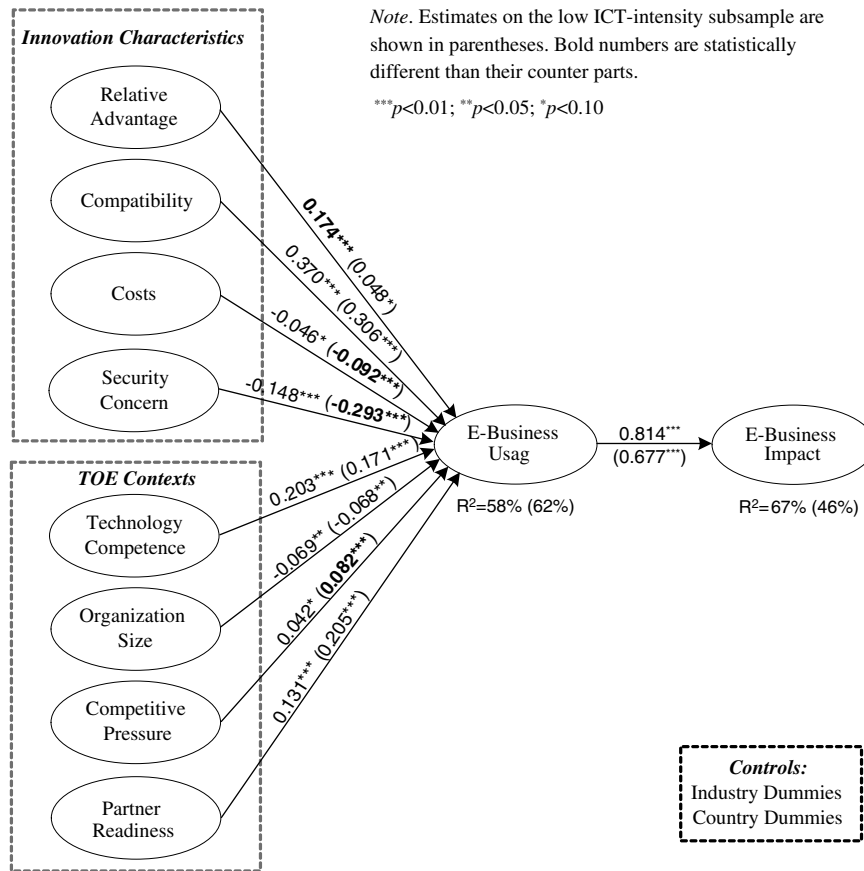 Note. Estimates on the low ICT-intensity subsample are
shown in parentheses. Bold numbers are statistically
different than their counter parts.
***p<0.01; **p<0.05; *p<0.10
Innovation Characteristics
Relative
Advantage
Compatibility
Costs
Security
Concern
0.174*** (0.048*)
0.370*** (0.306***)
-0.046* (-0.092***)
-0.148*** (-0.293***)
TOE Contexts
Technology
Competence
Organization
Size
Competitive
Pressure
Partner
Readiness
0.203*** (0.171***)
-0.069** (-0.068**)
0.042* (0.082***)
0.131*** (0.205***)
E-Business
Usag
R²=58% (62%)
0.814***
(0.677***)
E-Business
Impact
R²=67% (46%)
Controls:
Industry Dummies
Country Dummies